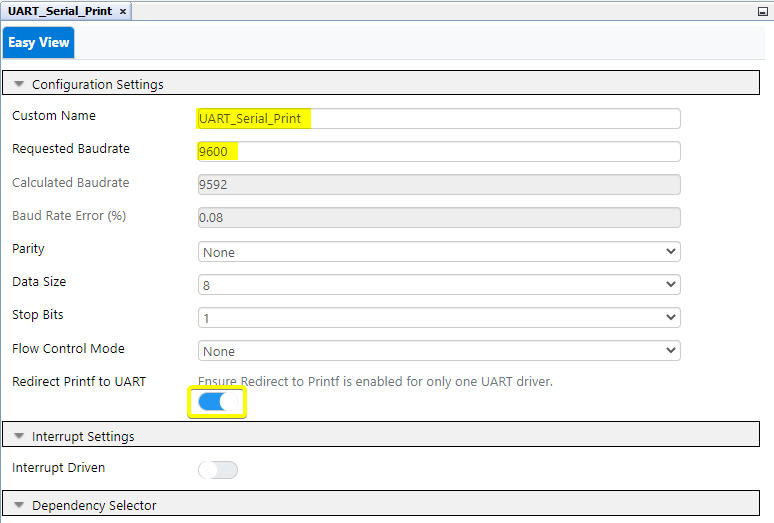 UART_Serial_Print ×
Easy View
Configuration Settings
Custom Name UART_Serial_Print
Requested Baudrate 9600
Calculated Baudrate 9592
Baud Rate Error (%) 0.08
Parity None
Data Size 8
Stop Bits 1
Flow Control Mode None
Redirect Printf to UART Ensure Redirect to Printf is enabled for only one UART driver.
Interrupt Settings
Interrupt Driven
Dependency Selector